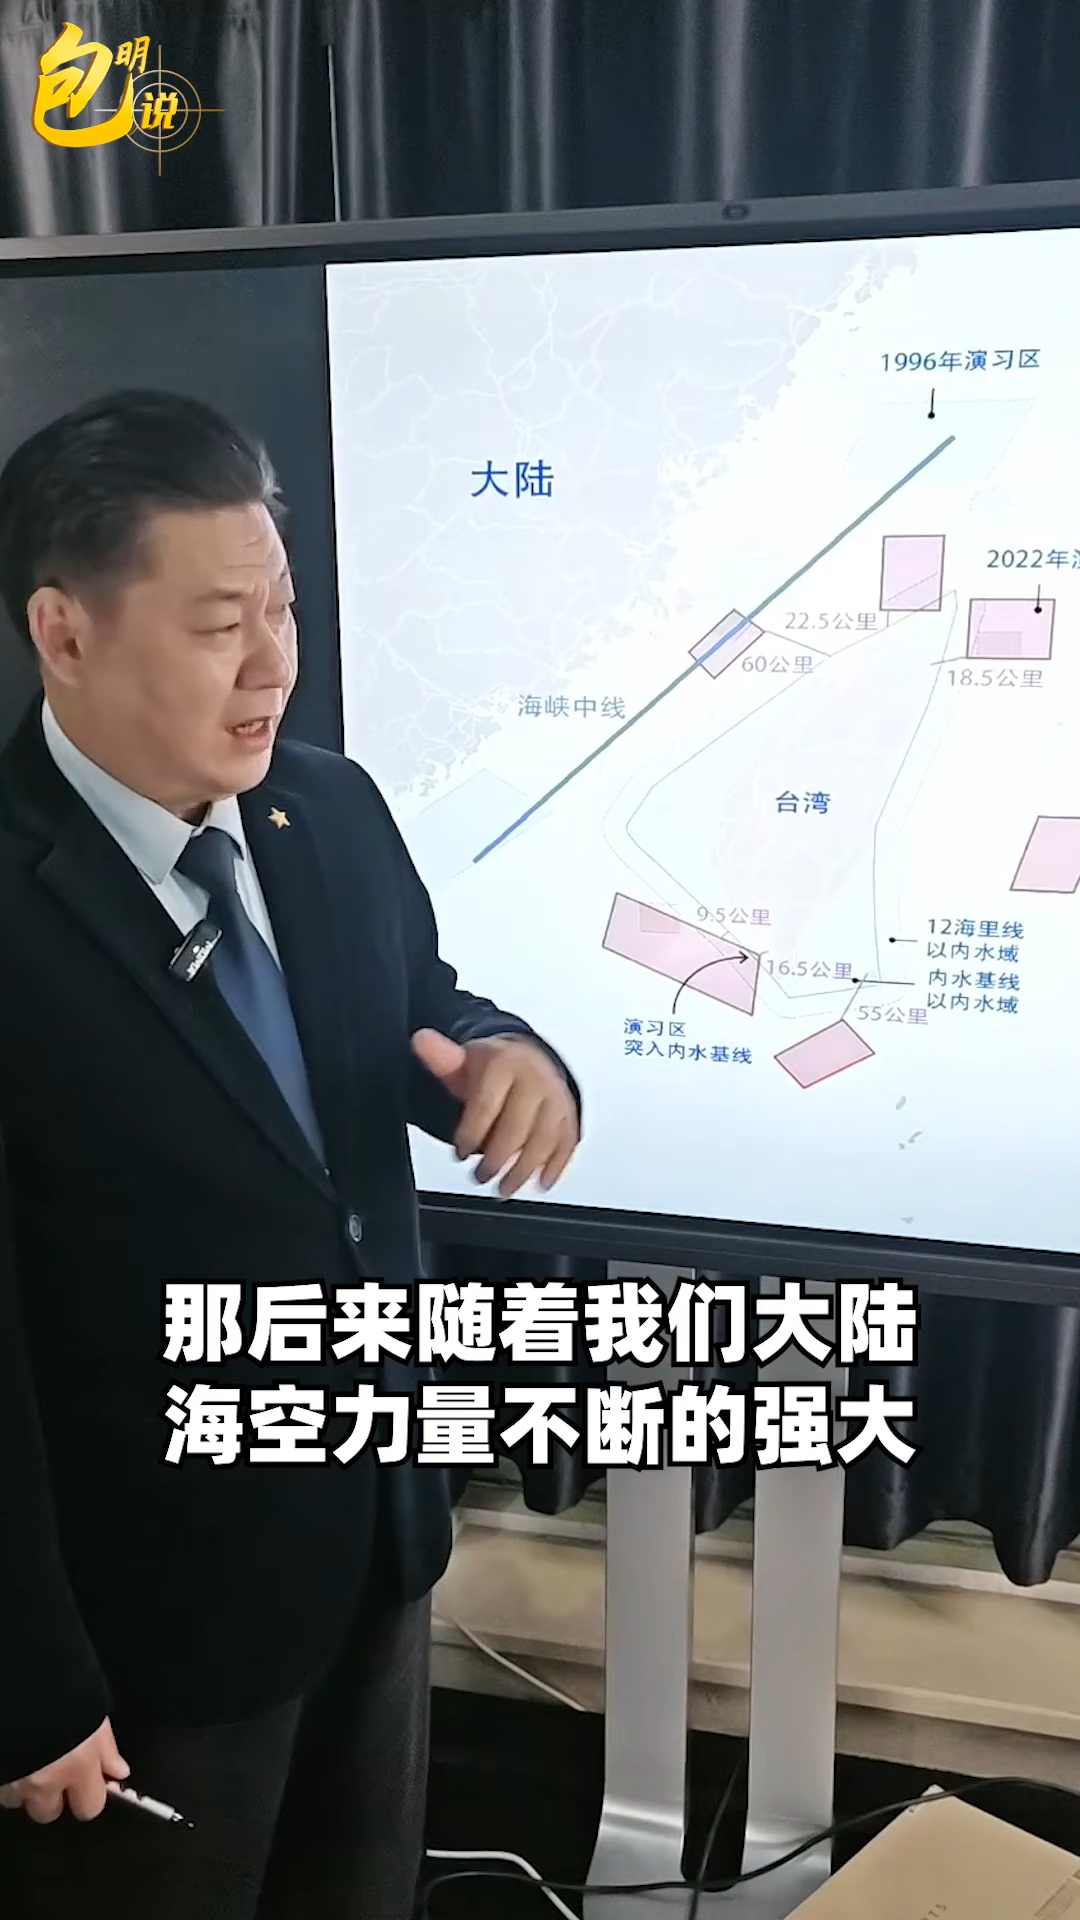 包明说
1996年演习区
大陆
2022年
22.5公里
60公里
18.5公里
海峡中线
台湾
9.5公里
12海里线
以内水域
16.5公里
内水基线
以内水域
55公里
演习区
突入内水基线
那后来随着我们大陆
海空力量不断的强大